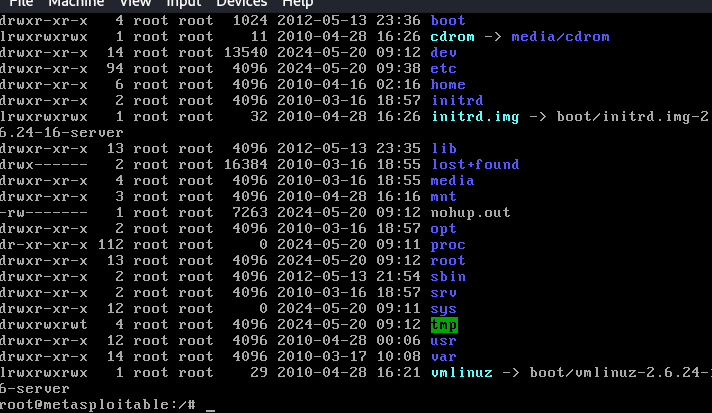 File Machine View Input Devices Help
drwxr-xr-x 4 root root 1024 2012-05-13 23:36 boot
lrwxrwxrwx 1 root root 11 2010-04-28 16:26 cdrom -> media/cdrom
drwxr-xr-x 14 root root 13540 2024-05-20 09:12 dev
drwxr-xr-x 94 root root 4096 2024-05-20 09:38 etc
drwxr-xr-x 6 root root 4096 2010-04-16 02:16 home
drwxr-xr-x 2 root root 4096 2010-03-16 18:57 initrd
lrwxrwxrwx 1 root root 32 2010-04-28 16:26 initrd.img -> boot/initrd.img-2
6.24-16-server
drwxr-xr-x 13 root root 4096 2012-05-13 23:35 lib
drwx------ 2 root root 16384 2010-03-16 18:55 lost+found
drwxr-xr-x 4 root root 4096 2010-03-16 18:55 media
drwxr-xr-x 3 root root 4096 2010-04-28 16:16 mnt
-rw------- 1 root root 7263 2024-05-20 09:12 nohup.out
drwxr-xr-x 2 root root 4096 2010-03-16 18:57 opt
dr-xr-xr-x 112 root root 0 2024-05-20 09:11 proc
drwxr-xr-x 13 root root 4096 2024-05-20 09:12 root
drwxr-xr-x 2 root root 4096 2012-05-13 21:54 sbin
drwxr-xr-x 2 root root 4096 2010-03-16 18:57 srv
drwxr-xr-x 12 root root 0 2024-05-20 09:11 sys
drwxrwxrwt 4 root root 4096 2024-05-20 09:12 tmp
drwxr-xr-x 12 root root 4096 2010-04-28 00:06 usr
drwxr-xr-x 14 root root 4096 2010-03-17 10:08 var
lrwxrwxrwx 1 root root 29 2010-04-28 16:21 vmlinuz -> boot/vmlinuz-2.6.24-
6-server
root@metasploitable:/# _